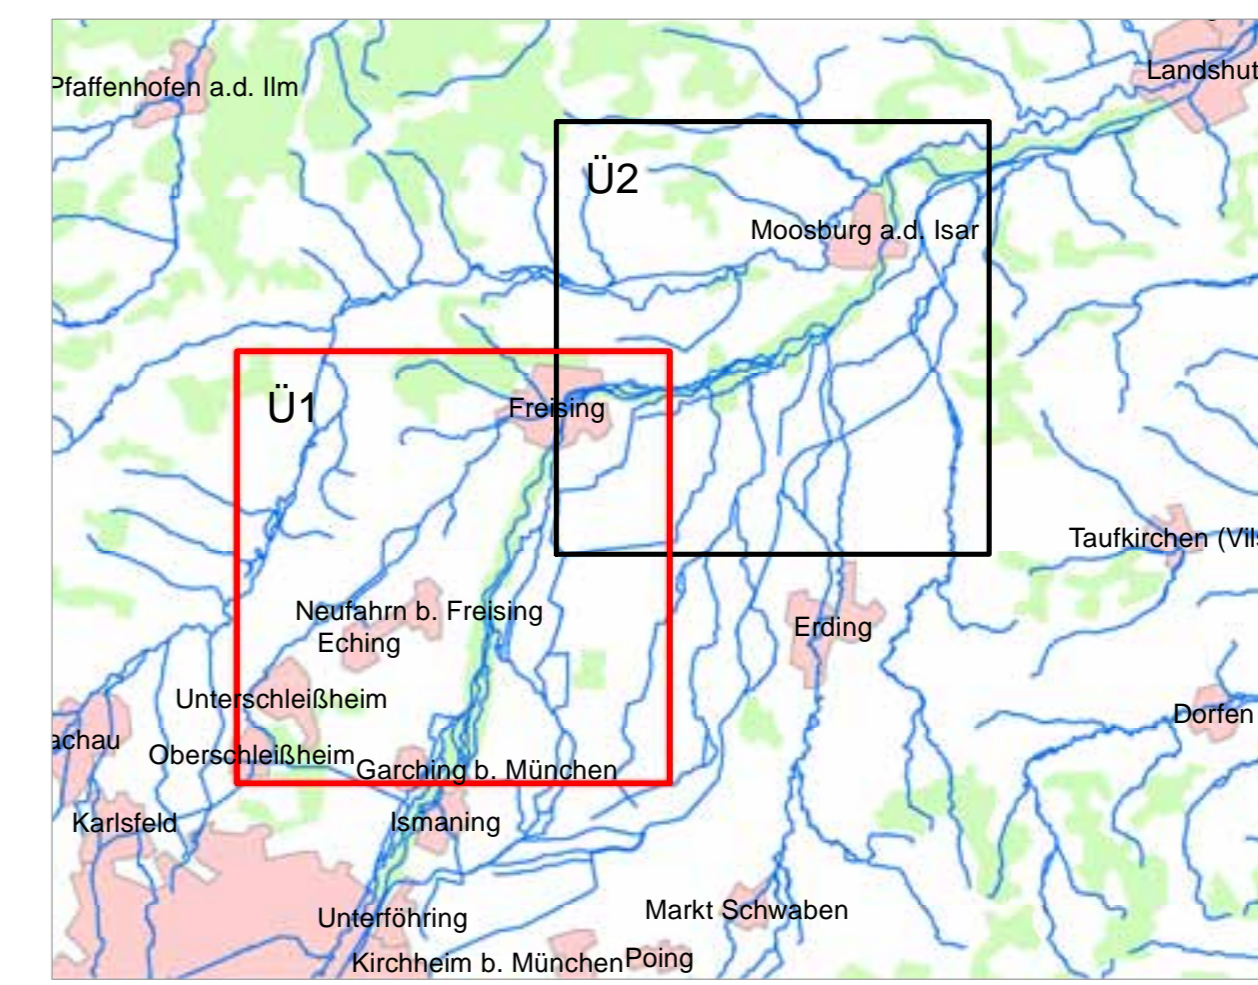 Landshut
Pfaffenhofen a.d. Ilm
Ü2
Moosburg a.d. Isar
Ü1
Freising
Taufkirchen (Vils
Neufahrn b. Freising
Erding
Eching
Unterschleißheim
Dorfen
achau
Oberschleißheim
Garching b. München
Karlsfeld
Ismaning
Markt Schwaben
Unterföhring
Kirchheim b. München
Poing